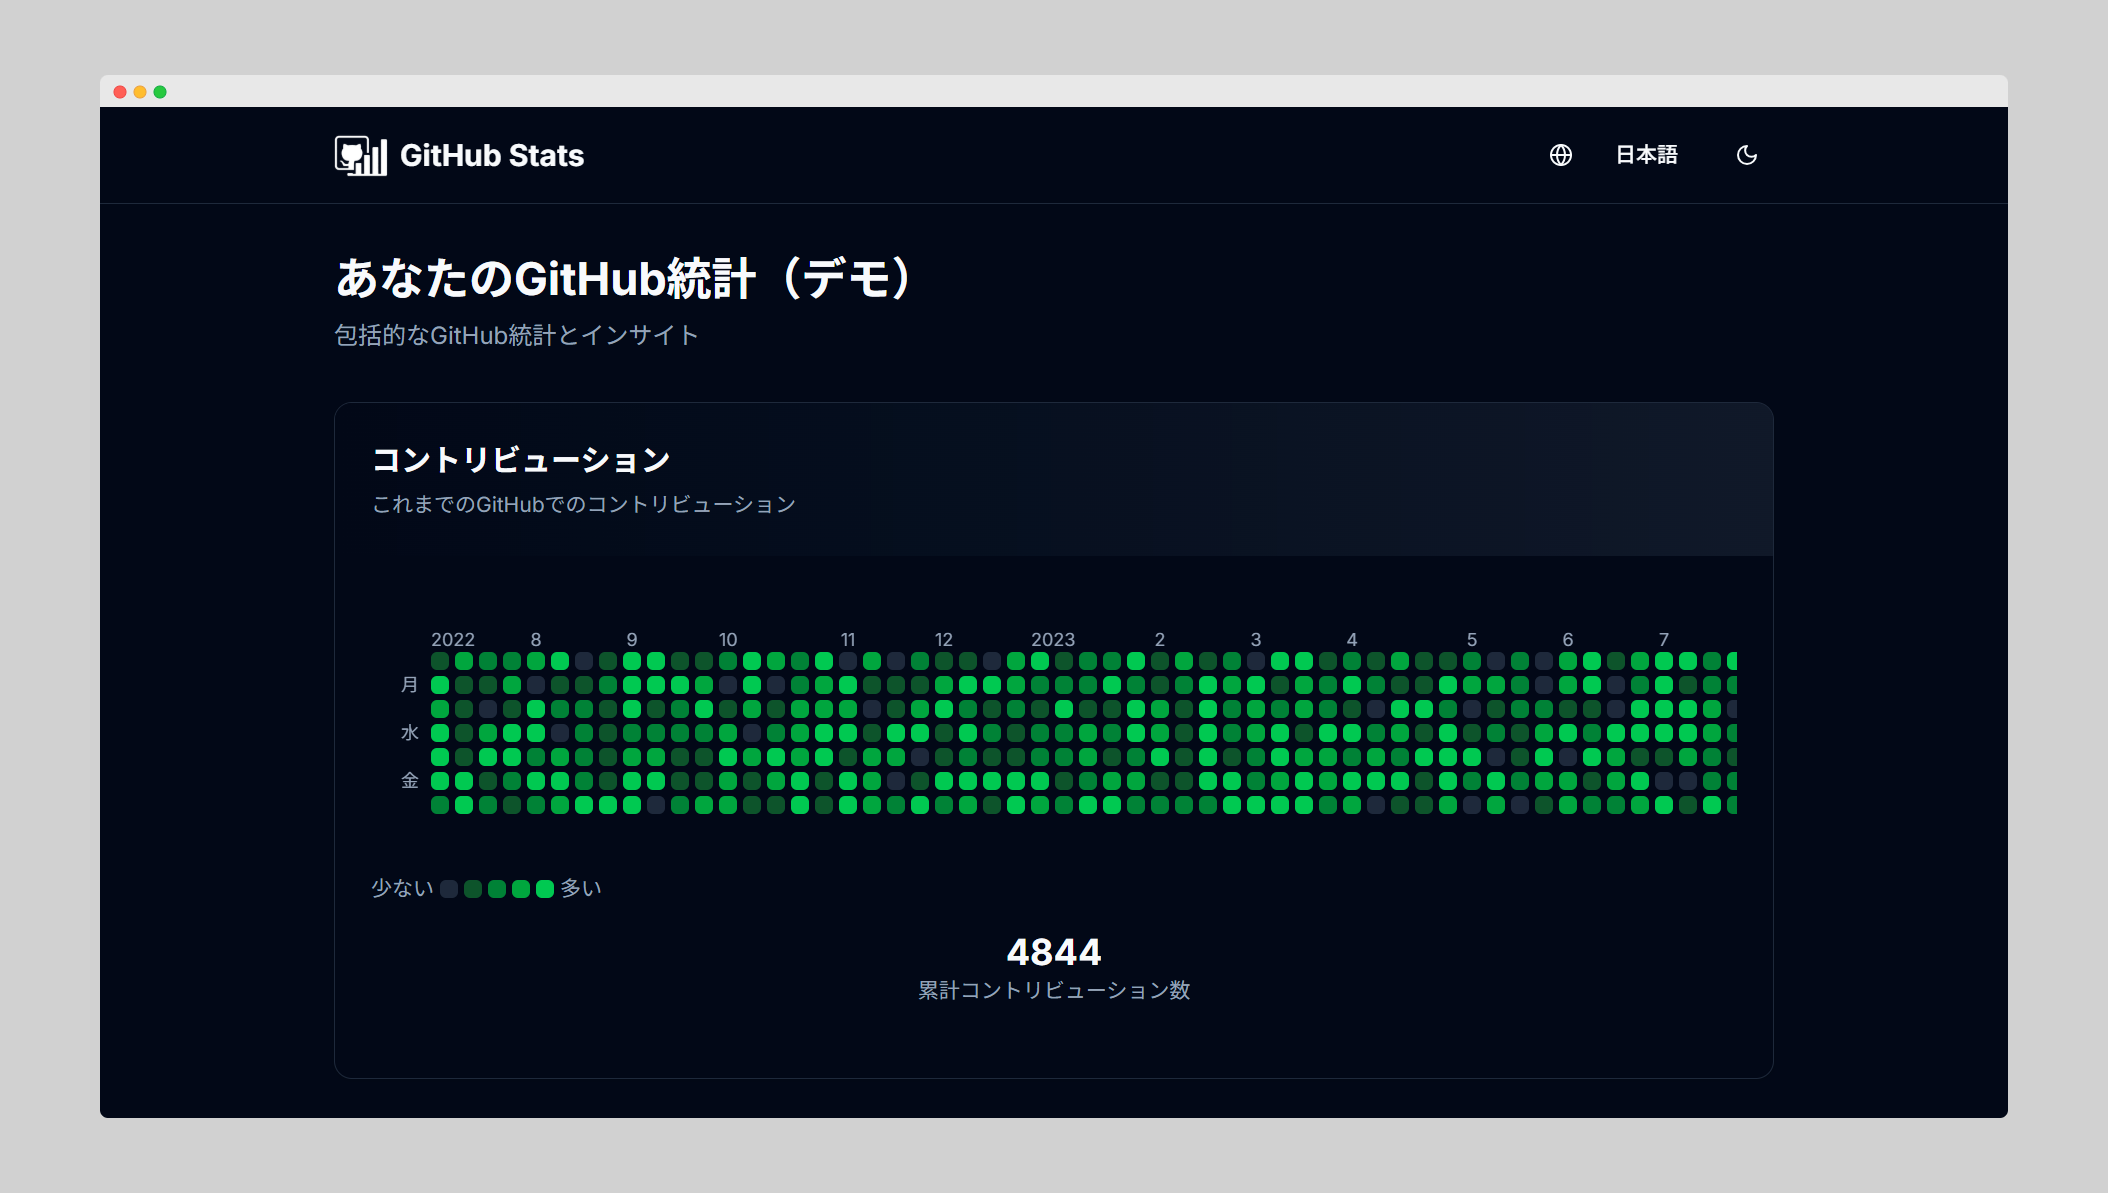 GitHub Stats
日本語
あなたのGitHub統計（デモ）
包括的なGitHub統計とインサイト
コントリビューション
これまでのGitHubでのコントリビューション
2022 8 9 10 11 12 2023 2 3 4 5 6 7
月
水
金
少ない 多い
4844
累計コントリビューション数